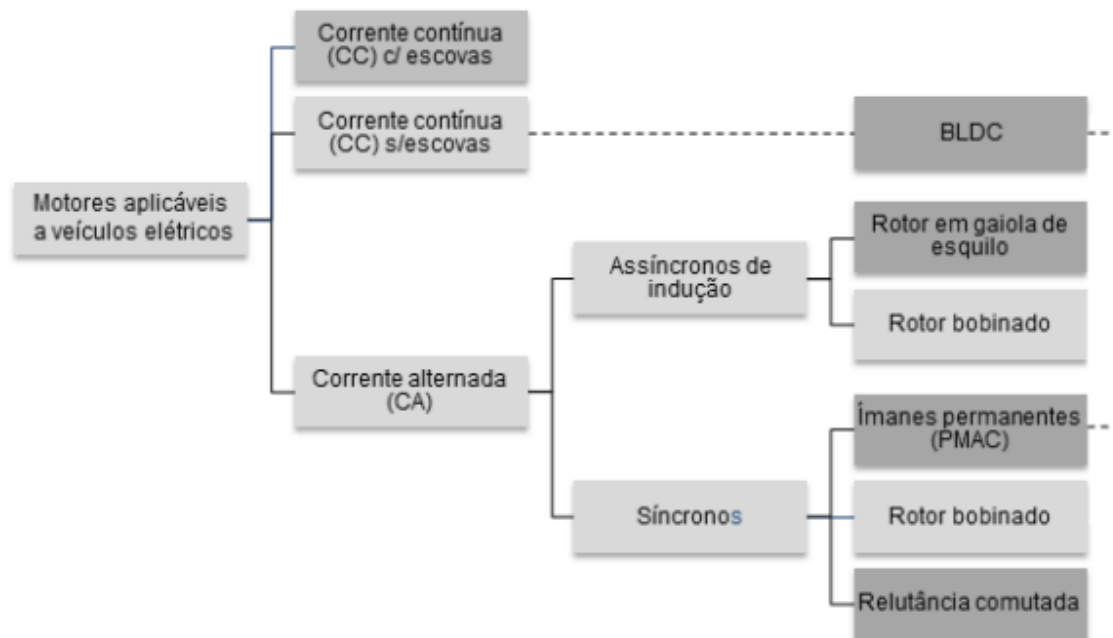 Motores aplicáveis
a veículos elétricos
Corrente contínua
(CC) c/ escovas
Corrente contínua
(CC) s/escovas
BLDC
Corrente alternada
(CA)
Assíncronos de
indução
Rotor em gaiola de
esquilo
Rotor bobinado
Síncronos
Ímanes permanentes
(PMAC)
Rotor bobinado
Relutância comutada